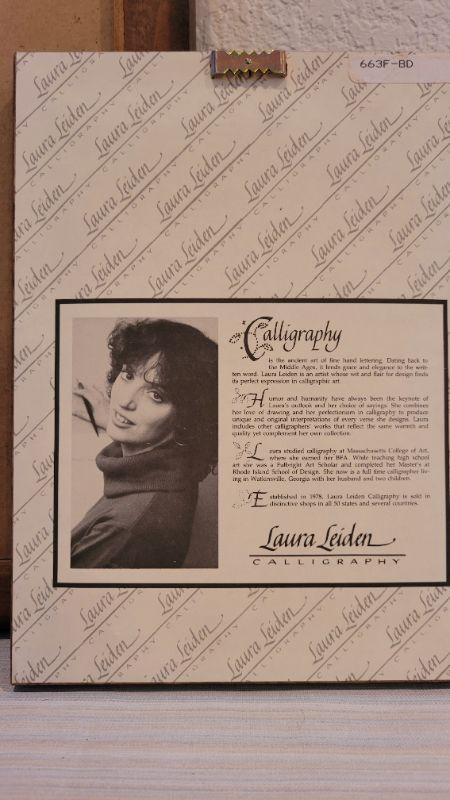 663F-BD
Laura Leiden
CALLIGRAPHY
Calligraphy
is the ancient art of fine hand lettering. Dating back to
the Middle Ages, it lends grace and elegance to the writ-
ten word. Laura Leiden is an artist whose wit and flair for design finds
its perfect expression in calligraphic art.
Humor and humanity have always been the keynote of
Laura's outlook and her choice of sayings. She combines
her love of drawing and her perfectionism in calligraphy to produce
unique and original interpretations of every verse she designs. Laura
includes other calligraphers' works that reflect the same warmth and
quality yet complement her own collection.
Laura studied calligraphy at Massachusetts College of Art,
where she earned her BFA. While teaching high school
art she was a Fulbright Art Scholar and completed her Master's at
Rhode Island School of Design. She now is a full time calligrapher liv-
ing in Watkinsville, Georgia with her husband and two children.
Established in 1978, Laura Leiden Calligraphy is sold in
distinctive shops in all 50 states and several countries.
Laura Leiden
CALLIGRAPHY